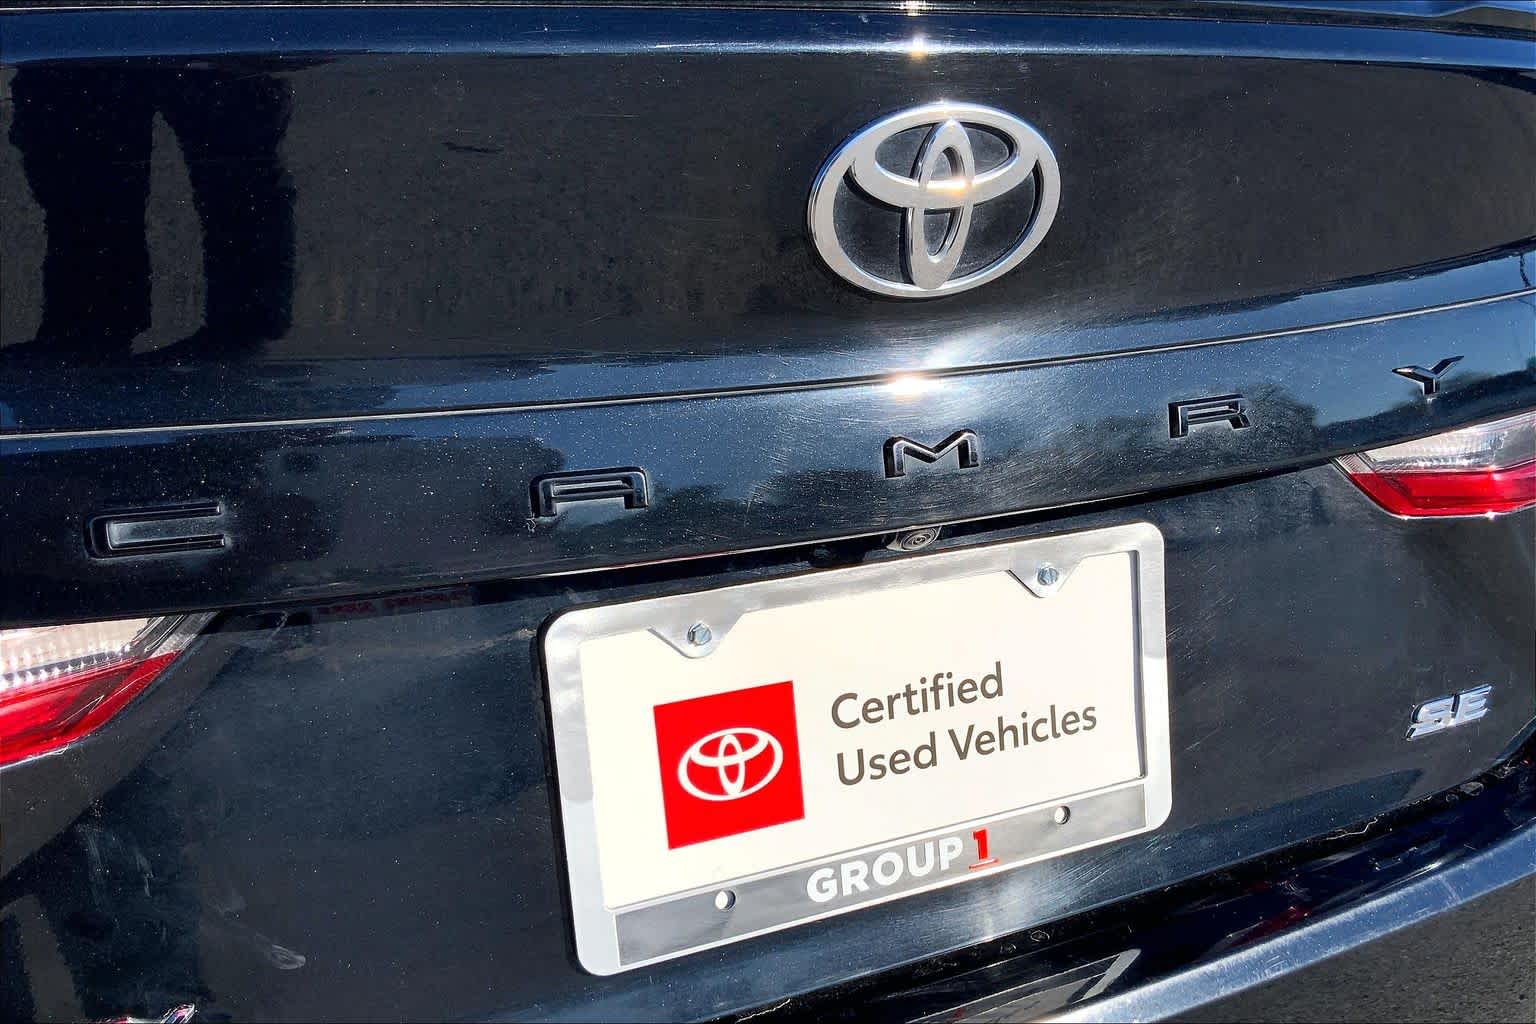 CAMRY
Certified
Used Vehicles
SE
GROUP 1